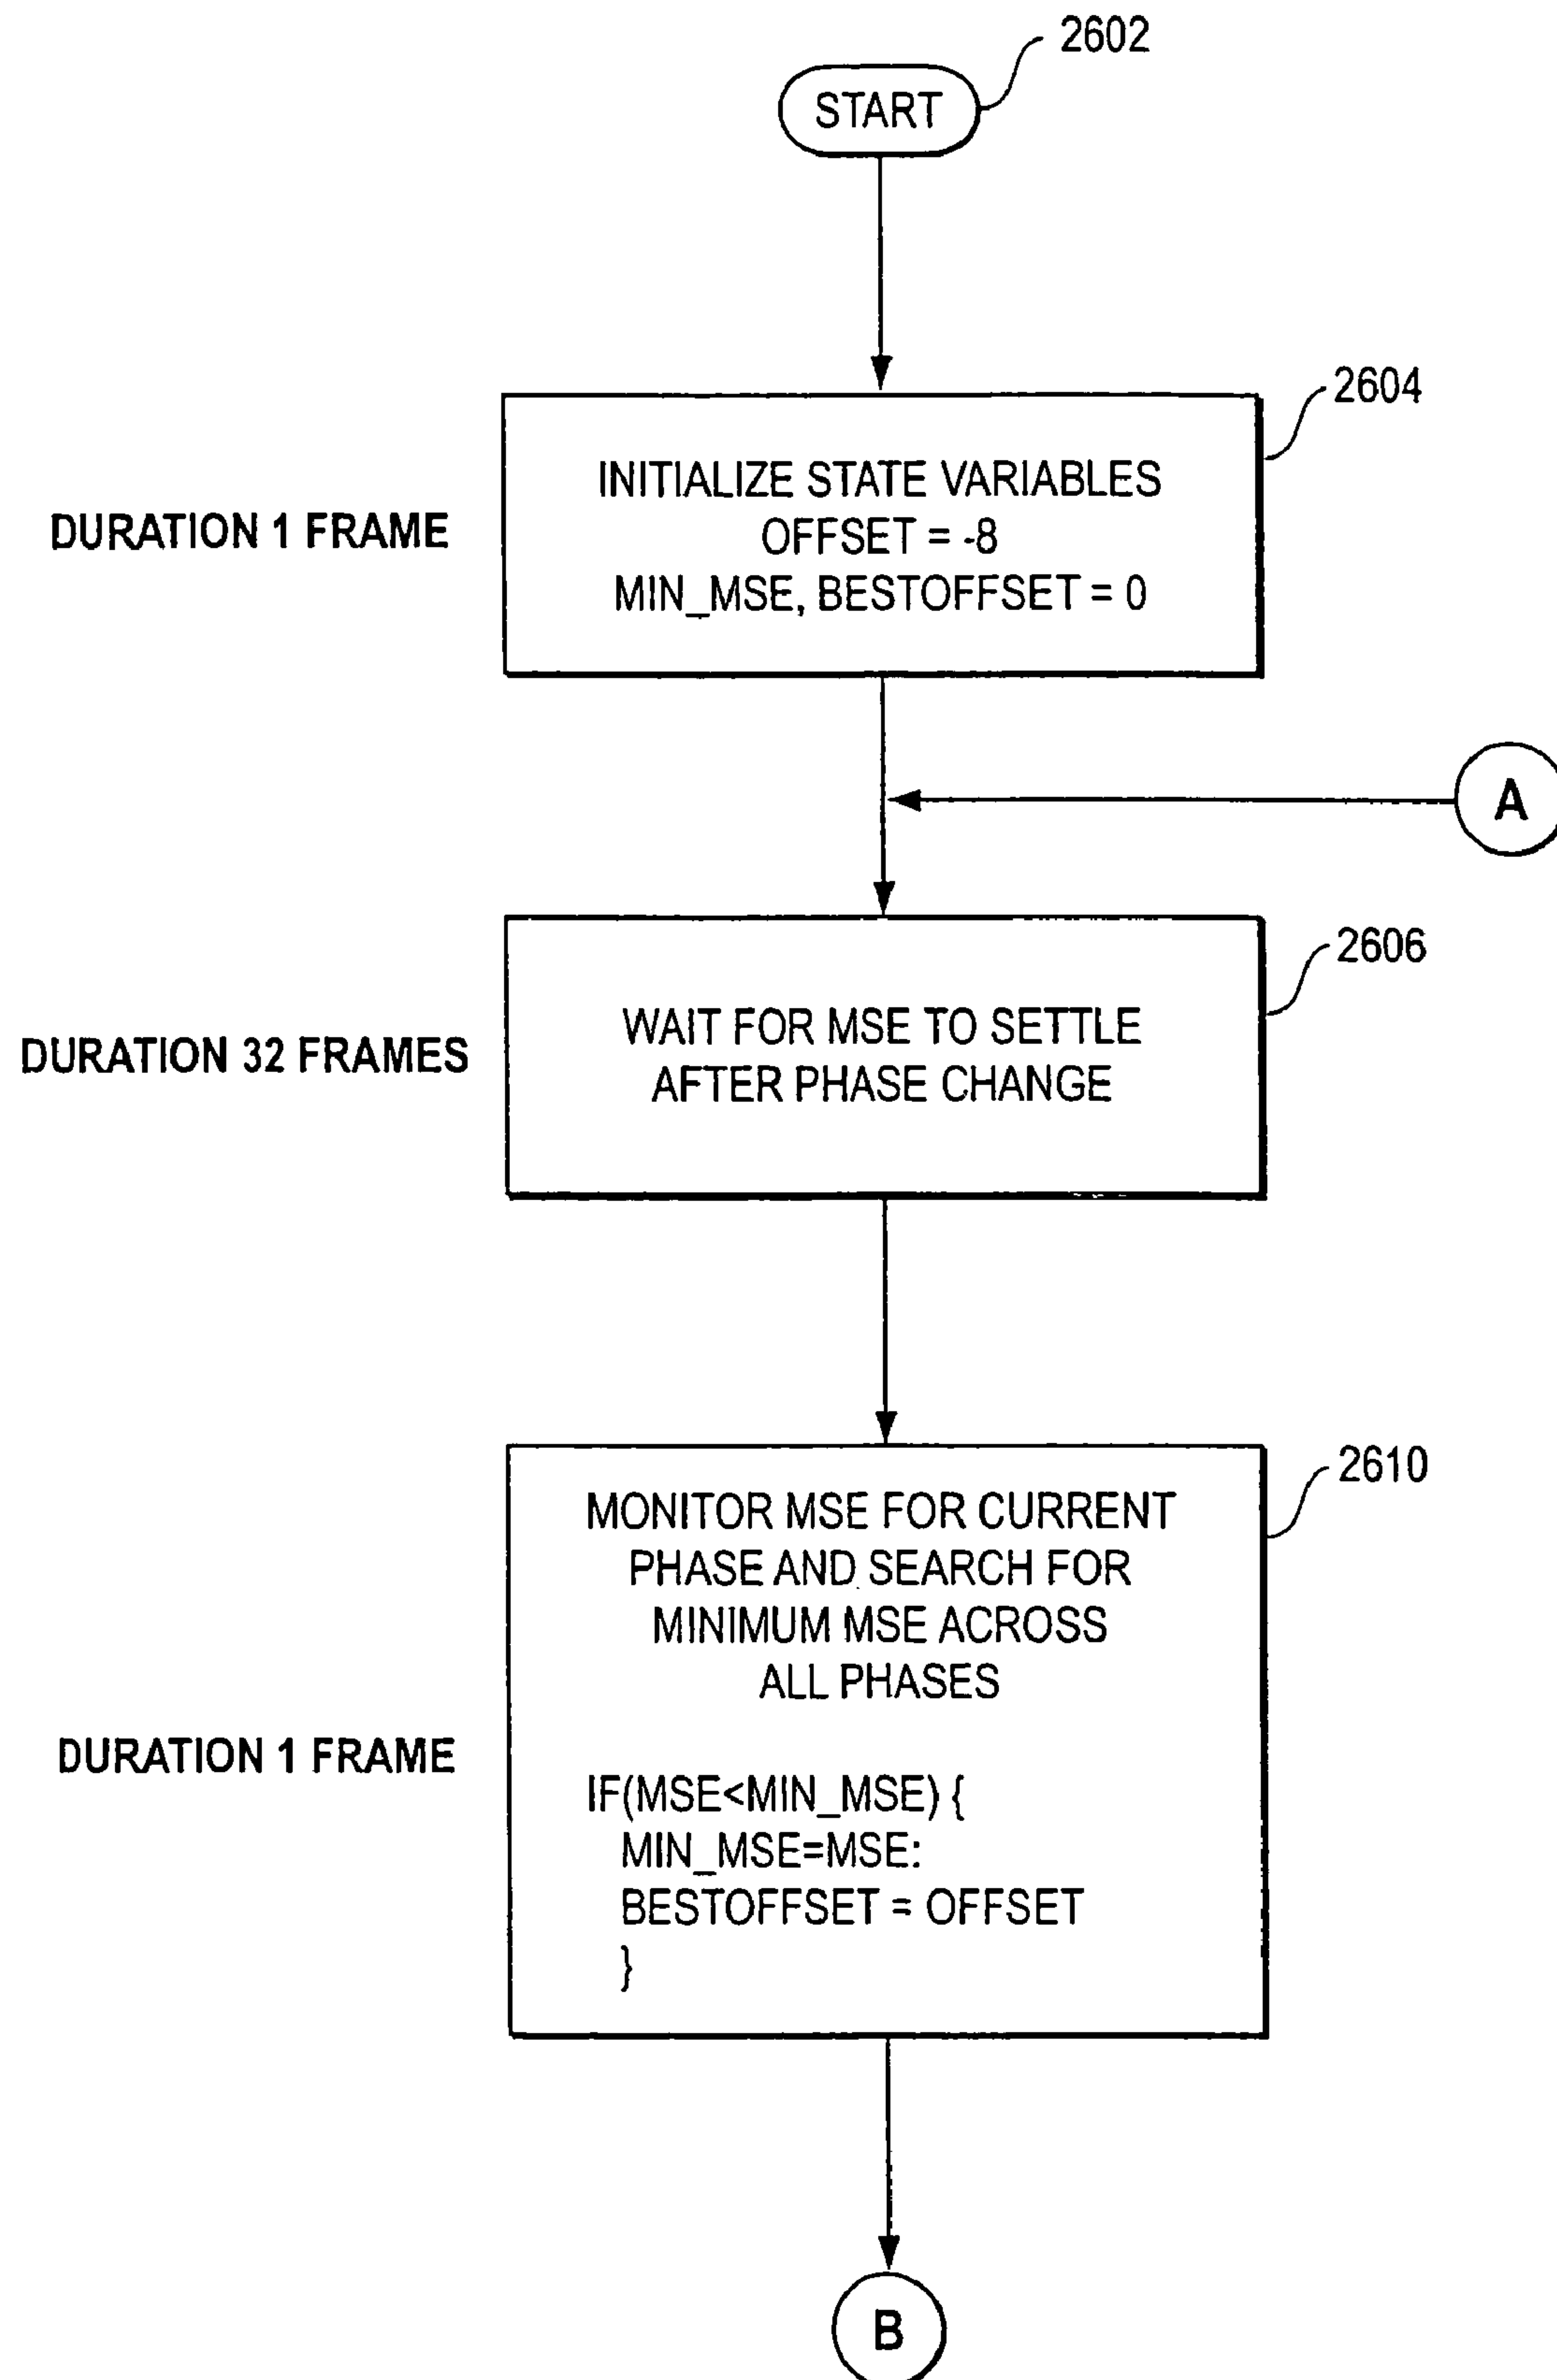 2602
START
2604
INITIALIZE STATE VARIABLES
OFFSET = -8
MIN_MSE, BESTOFFSET = 0
DURATION 1 FRAME
A
2606
WAIT FOR MSE TO SETTLE
AFTER PHASE CHANGE
DURATION 32 FRAMES
2610
MONITOR MSE FOR CURRENT
PHASE AND SEARCH FOR
MINIMUM MSE ACROSS
ALL PHASES
DURATION 1 FRAME
IF(MSE<MIN_MSE) {
MIN_MSE=MSE:
BESTOFFSET = OFFSET
}
B